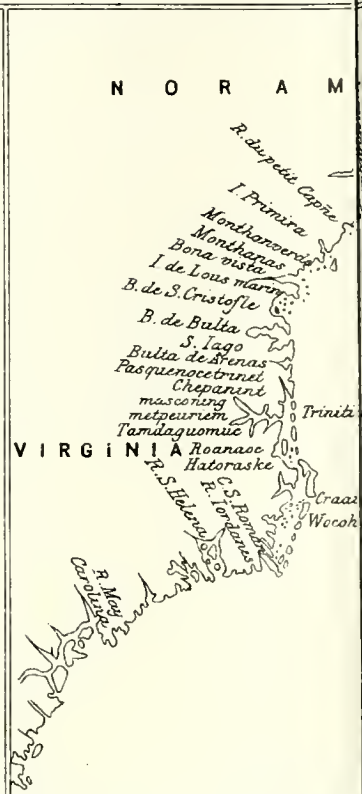 N O R A M
R. du petit Capñe
I. Primira
Monthanverde
Monthanas
Bona vista
I de Lous marin
B. de S. Cristofle
B. de Bulta
S. Iago
Bulta de Arenas
Pasquenocetrinet
Chepanint
masconing
metpeuriem
Tamdaguomuc
Triniti
VIRGiNIA
Roanaoc
Hatoraske
C. S. Roman
R. Iordanes
R. S. Helena
Craaz
Wocoh
R. May
Carolina